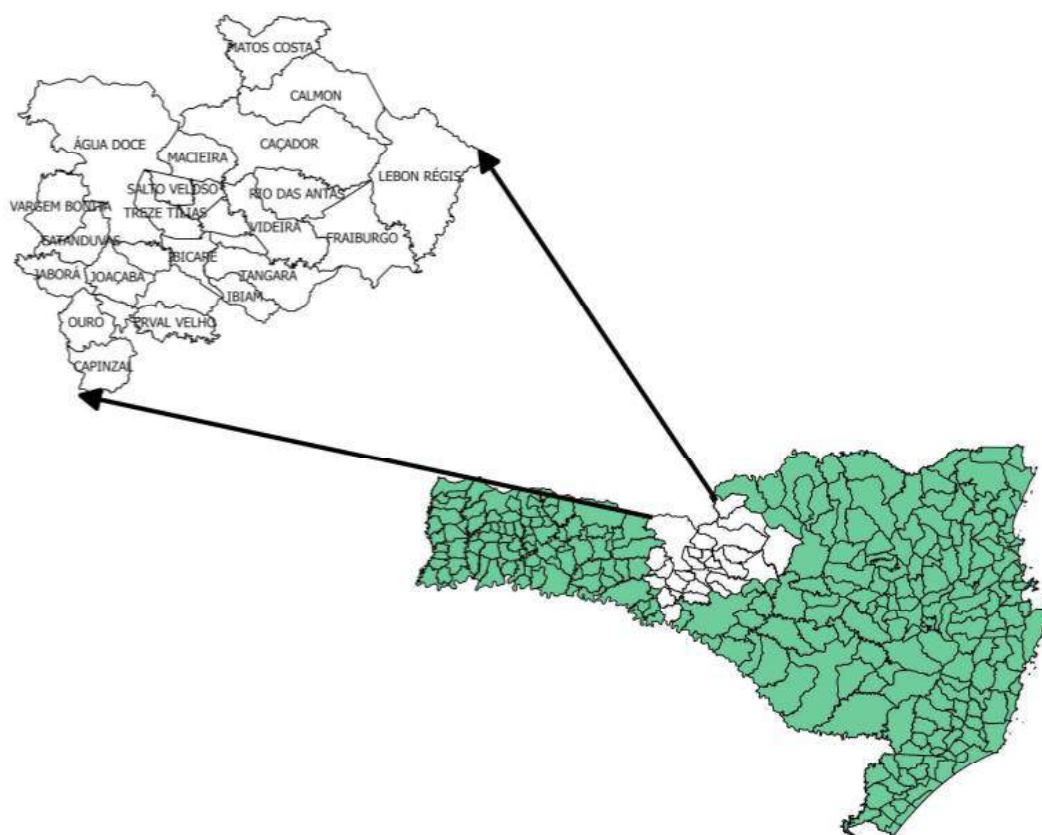 MATOS COSTA
CALMON
ÁGUA DOCE
CAÇADOR
MACIEIRA
LEBON RÉGIS
SALTO VELOSO
RIO DAS ANTAS
VARGEM BONITA
TREZE TÍLIAS
VIDEIRA
FRAIBURGO
CATANDUVAS
IBICARÉ
JABORÁ
JOAÇABA
TANGARÁ
IBIAM
OURO
ERVAL VELHO
CAPINZAL